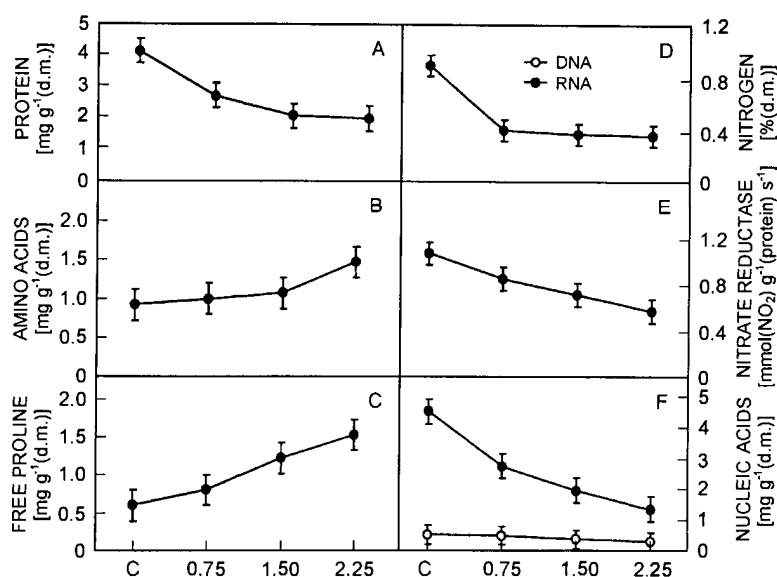 PROTEIN
[mg g⁻¹(d.m.)]
5
4
3
2
1
0
A
D
DNA
RNA
1.2
0.8
0.4
0
NITROGEN
[%(d.m.)]
AMINO ACIDS
[mg g⁻¹(d.m.)]
2.0
1.5
1.0
0.5
0
B
E
1.2
0.8
0.4
0
NITRATE REDUCTASE
[mmol(NO₂) g⁻¹(protein) s⁻¹]
FREE PROLINE
[mg g⁻¹(d.m.)]
2.0
1.5
1.0
0.5
0
C
F
5
4
3
2
1
0
NUCLEIC ACIDS
[mg g⁻¹(d.m.)]
C 0.75 1.50 2.25 C 0.75 1.50 2.25